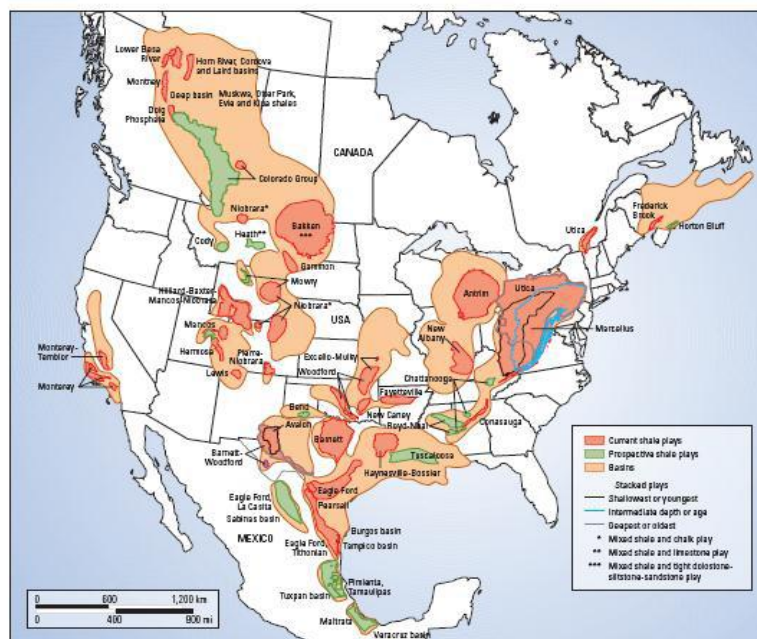 Lower Besa
River
Horn River, Cordova
and Laird basins
Montney
Deep basin
Muskwa, Otter Park,
Evie and Klua shales
Doig
Phosphate
CANADA
Colorado Group
Niobrara*
Bakken
***
Heath**
Cody
Gammon
Mowry
Hilliard-Baxter-
Mancos-Niobrara
Niobrara*
USA
Mancos
Hermosa
Pierre-
Niobrara
Lewis
Monterey-
Temblor
Monterey
Excello-Mulky
Woodford
Fayetteville
New Caney
Antrim
New
Albany
Utica
Utica
Frederick
Brook
Horton Bluff
Marcellus
Chattanooga
Floyd-Neal
Conasauga
Bend
Avalon
Barnett
Barnett-
Woodford
Tuscaloosa
Haynesville-Bossier
Eagle Ford
Pearsall
Eagle Ford,
La Casita
Sabinas basin
MEXICO
Burgos basin
Eagle Ford,
Tithonian
Tampico basin
Pimienta,
Tamaulipas
Tuxpan basin
Maltrata
Veracruz basin
Current shale plays
Prospective shale plays
Basins
Stacked plays
Shallowest or youngest
Intermediate depth or age
Deepest or oldest
* Mixed shale and chalk play
** Mixed shale and limestone play
*** Mixed shale and tight dolostone-
siltstone-sandstone play
0 600 1,200 km
0 400 800 mi